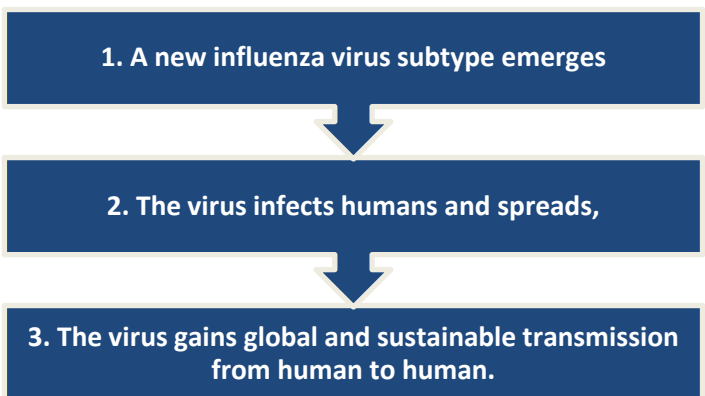 1. A new influenza virus subtype emerges
2. The virus infects humans and spreads,
3. The virus gains global and sustainable transmission
from human to human.